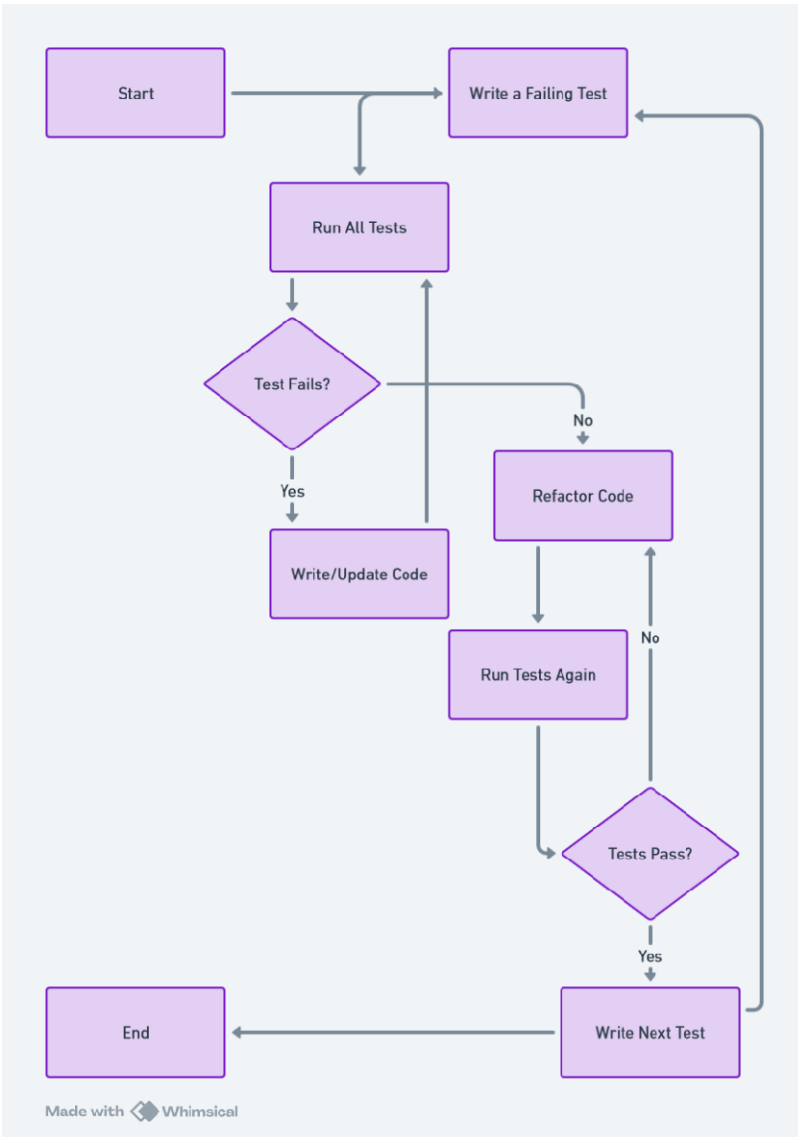 Start
Write a Failing Test
Run All Tests
Test Fails?
No
Yes
Refactor Code
Write/Update Code
No
Run Tests Again
Tests Pass?
Yes
End
Write Next Test
Made with Whimsical